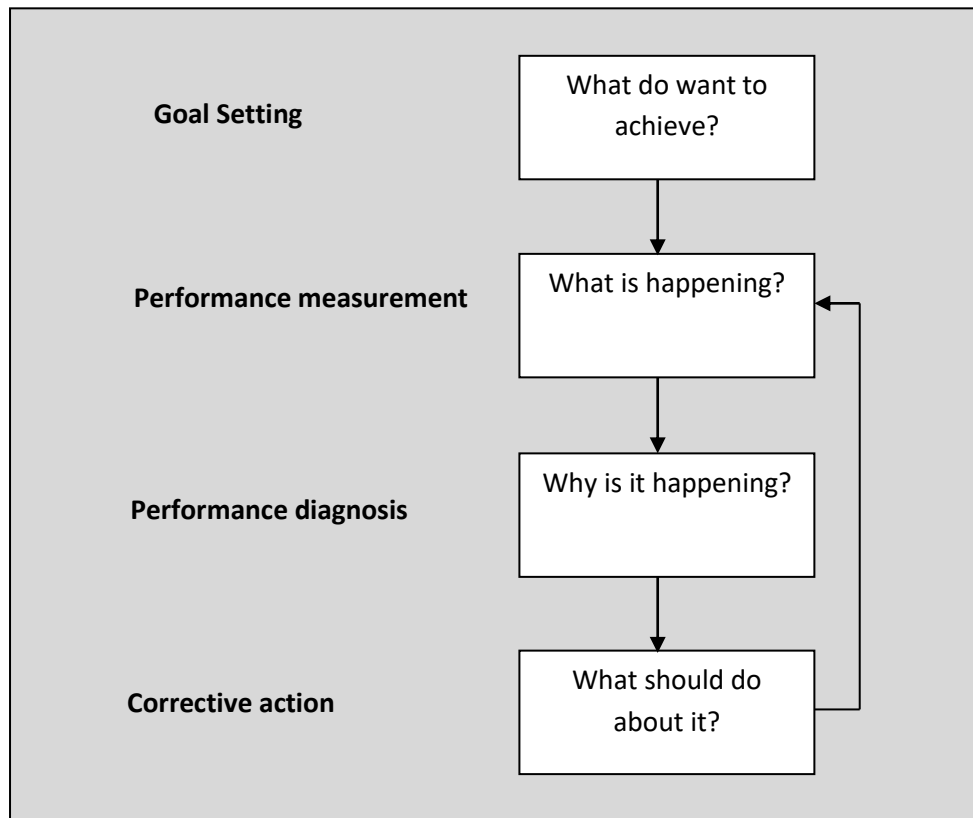 Goal Setting
What do want to
achieve?
Performance measurement
What is happening?
Performance diagnosis
Why is it happening?
Corrective action
What should do
about it?